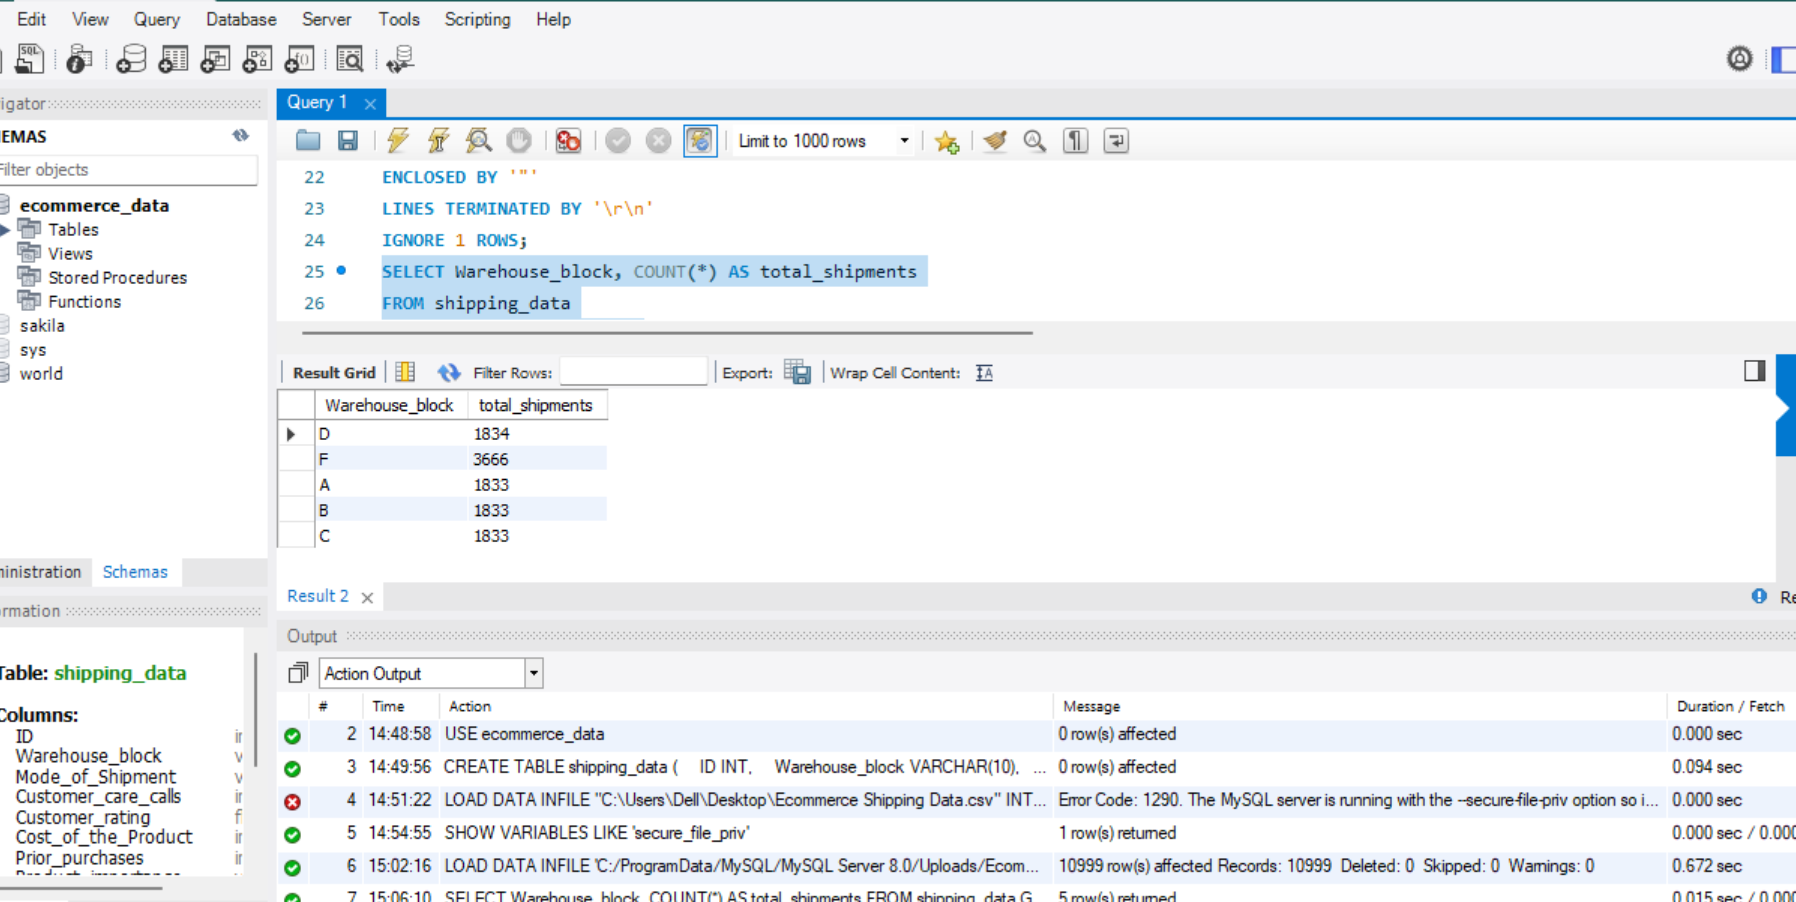 Edit View Query Database Server Tools Scripting Help
SQL
Query 1
SCHEMAS
Filter objects
ecommerce_data
Tables
Views
Stored Procedures
Functions
sakila
sys
world
Schemas
Limit to 1000 rows
22 ENCLOSED BY '"'
23 LINES TERMINATED BY '\r\n'
24 IGNORE 1 ROWS;
25 SELECT Warehouse_block, COUNT(*) AS total_shipments
26 FROM shipping_data
Result Grid Filter Rows: Export: Wrap Cell Content:
Warehouse_block total_shipments
D 1834
F 3666
A 1833
B 1833
C 1833
Result 2
Table: shipping_data
Columns:
ID
Warehouse_block
Mode_of_Shipment
Customer_care_calls
Customer_rating
Cost_of_the_Product
Prior_purchases
Output
Action Output
# Time Action Message Duration / Fetch
2 14:48:58 USE ecommerce_data 0 row(s) affected 0.000 sec
3 14:49:56 CREATE TABLE shipping_data ( ID INT, Warehouse_block VARCHAR(10), ... 0 row(s) affected 0.094 sec
4 14:51:22 LOAD DATA INFILE "C:\Users\Dell\Desktop\Ecommerce Shipping Data.csv" INT... Error Code: 1290. The MySQL server is running with the --secure-file-priv option so i... 0.000 sec
5 14:54:55 SHOW VARIABLES LIKE 'secure_file_priv' 1 row(s) returned 0.000 sec / 0.000
6 15:02:16 LOAD DATA INFILE 'C:/ProgramData/MySQL/MySQL Server 8.0/Uploads/Ecom... 10999 row(s) affected Records: 10999 Deleted: 0 Skipped: 0 Warnings: 0 0.672 sec
7 15:06:10 SELECT Warehouse_block, COUNT(*) AS total_shipments FROM shipping_data G... 5 row(s) returned 0.015 sec / 0.000